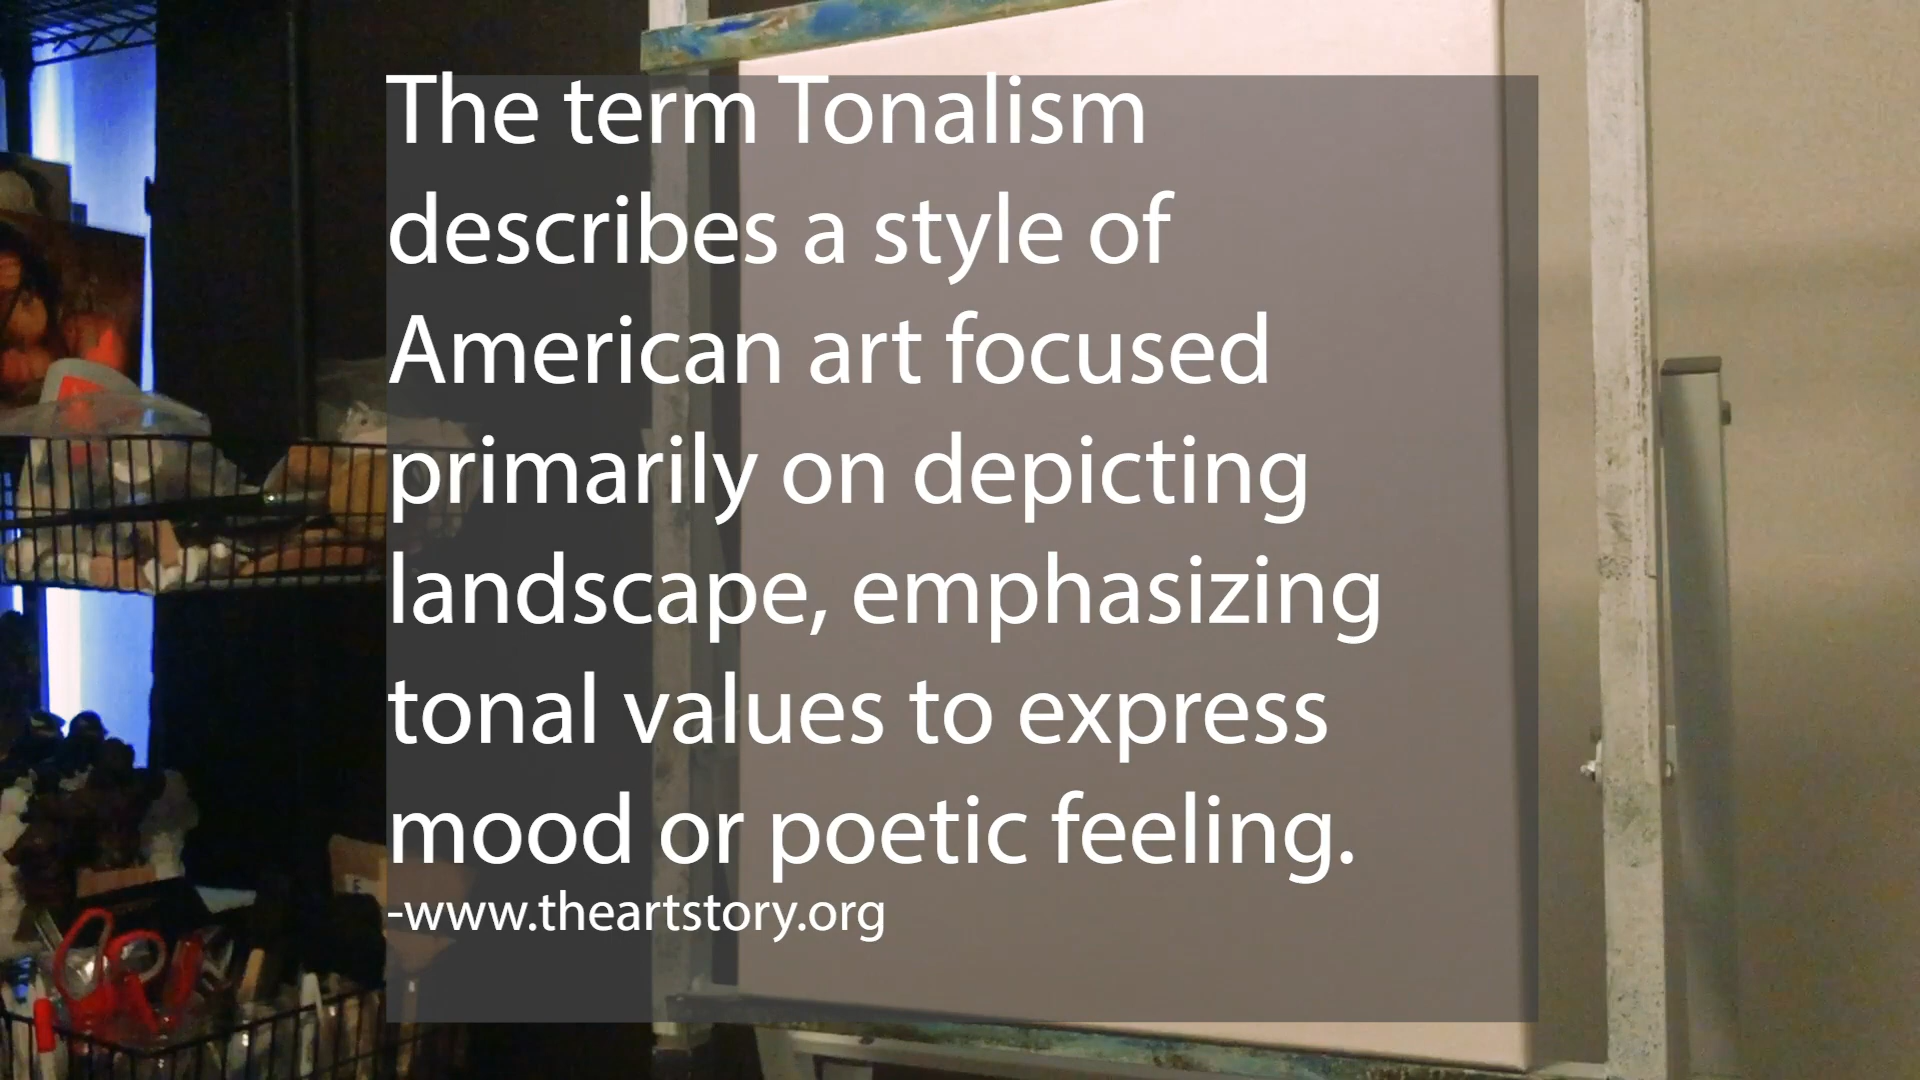 The term Tonalism
describes a style of
American art focused
primarily on depicting
landscape, emphasizing
tonal values to express
mood or poetic feeling.
-www.theartstory.org